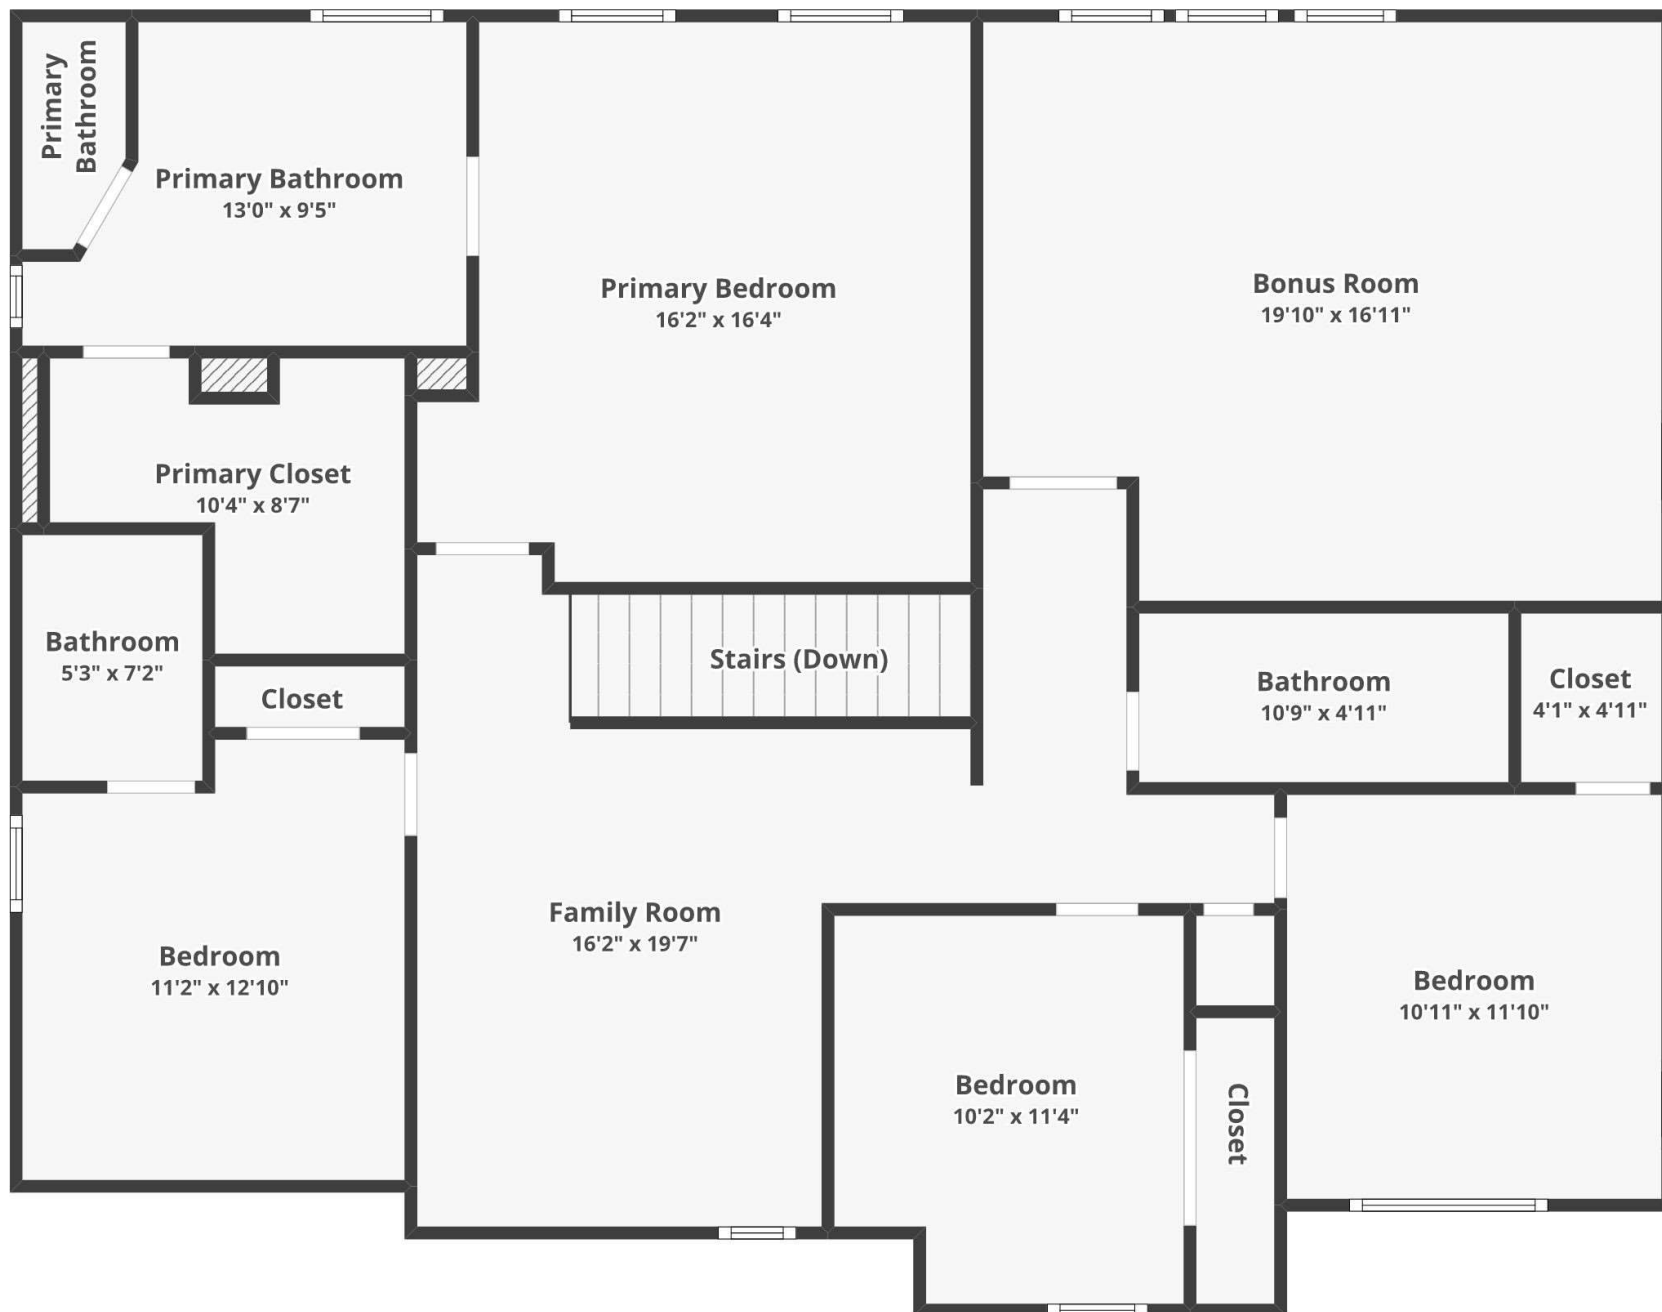 Primary
Bathroom
Primary Bathroom
13'0" x 9'5"
Primary Bedroom
16'2" x 16'4"
Bonus Room
19'10" x 16'11"
Primary Closet
10'4" x 8'7"
Bathroom
5'3" x 7'2"
Closet
Stairs (Down)
Bathroom
10'9" x 4'11"
Closet
4'1" x 4'11"
Family Room
16'2" x 19'7"
Bedroom
11'2" x 12'10"
Bedroom
10'11" x 11'10"
Bedroom
10'2" x 11'4"
Closet